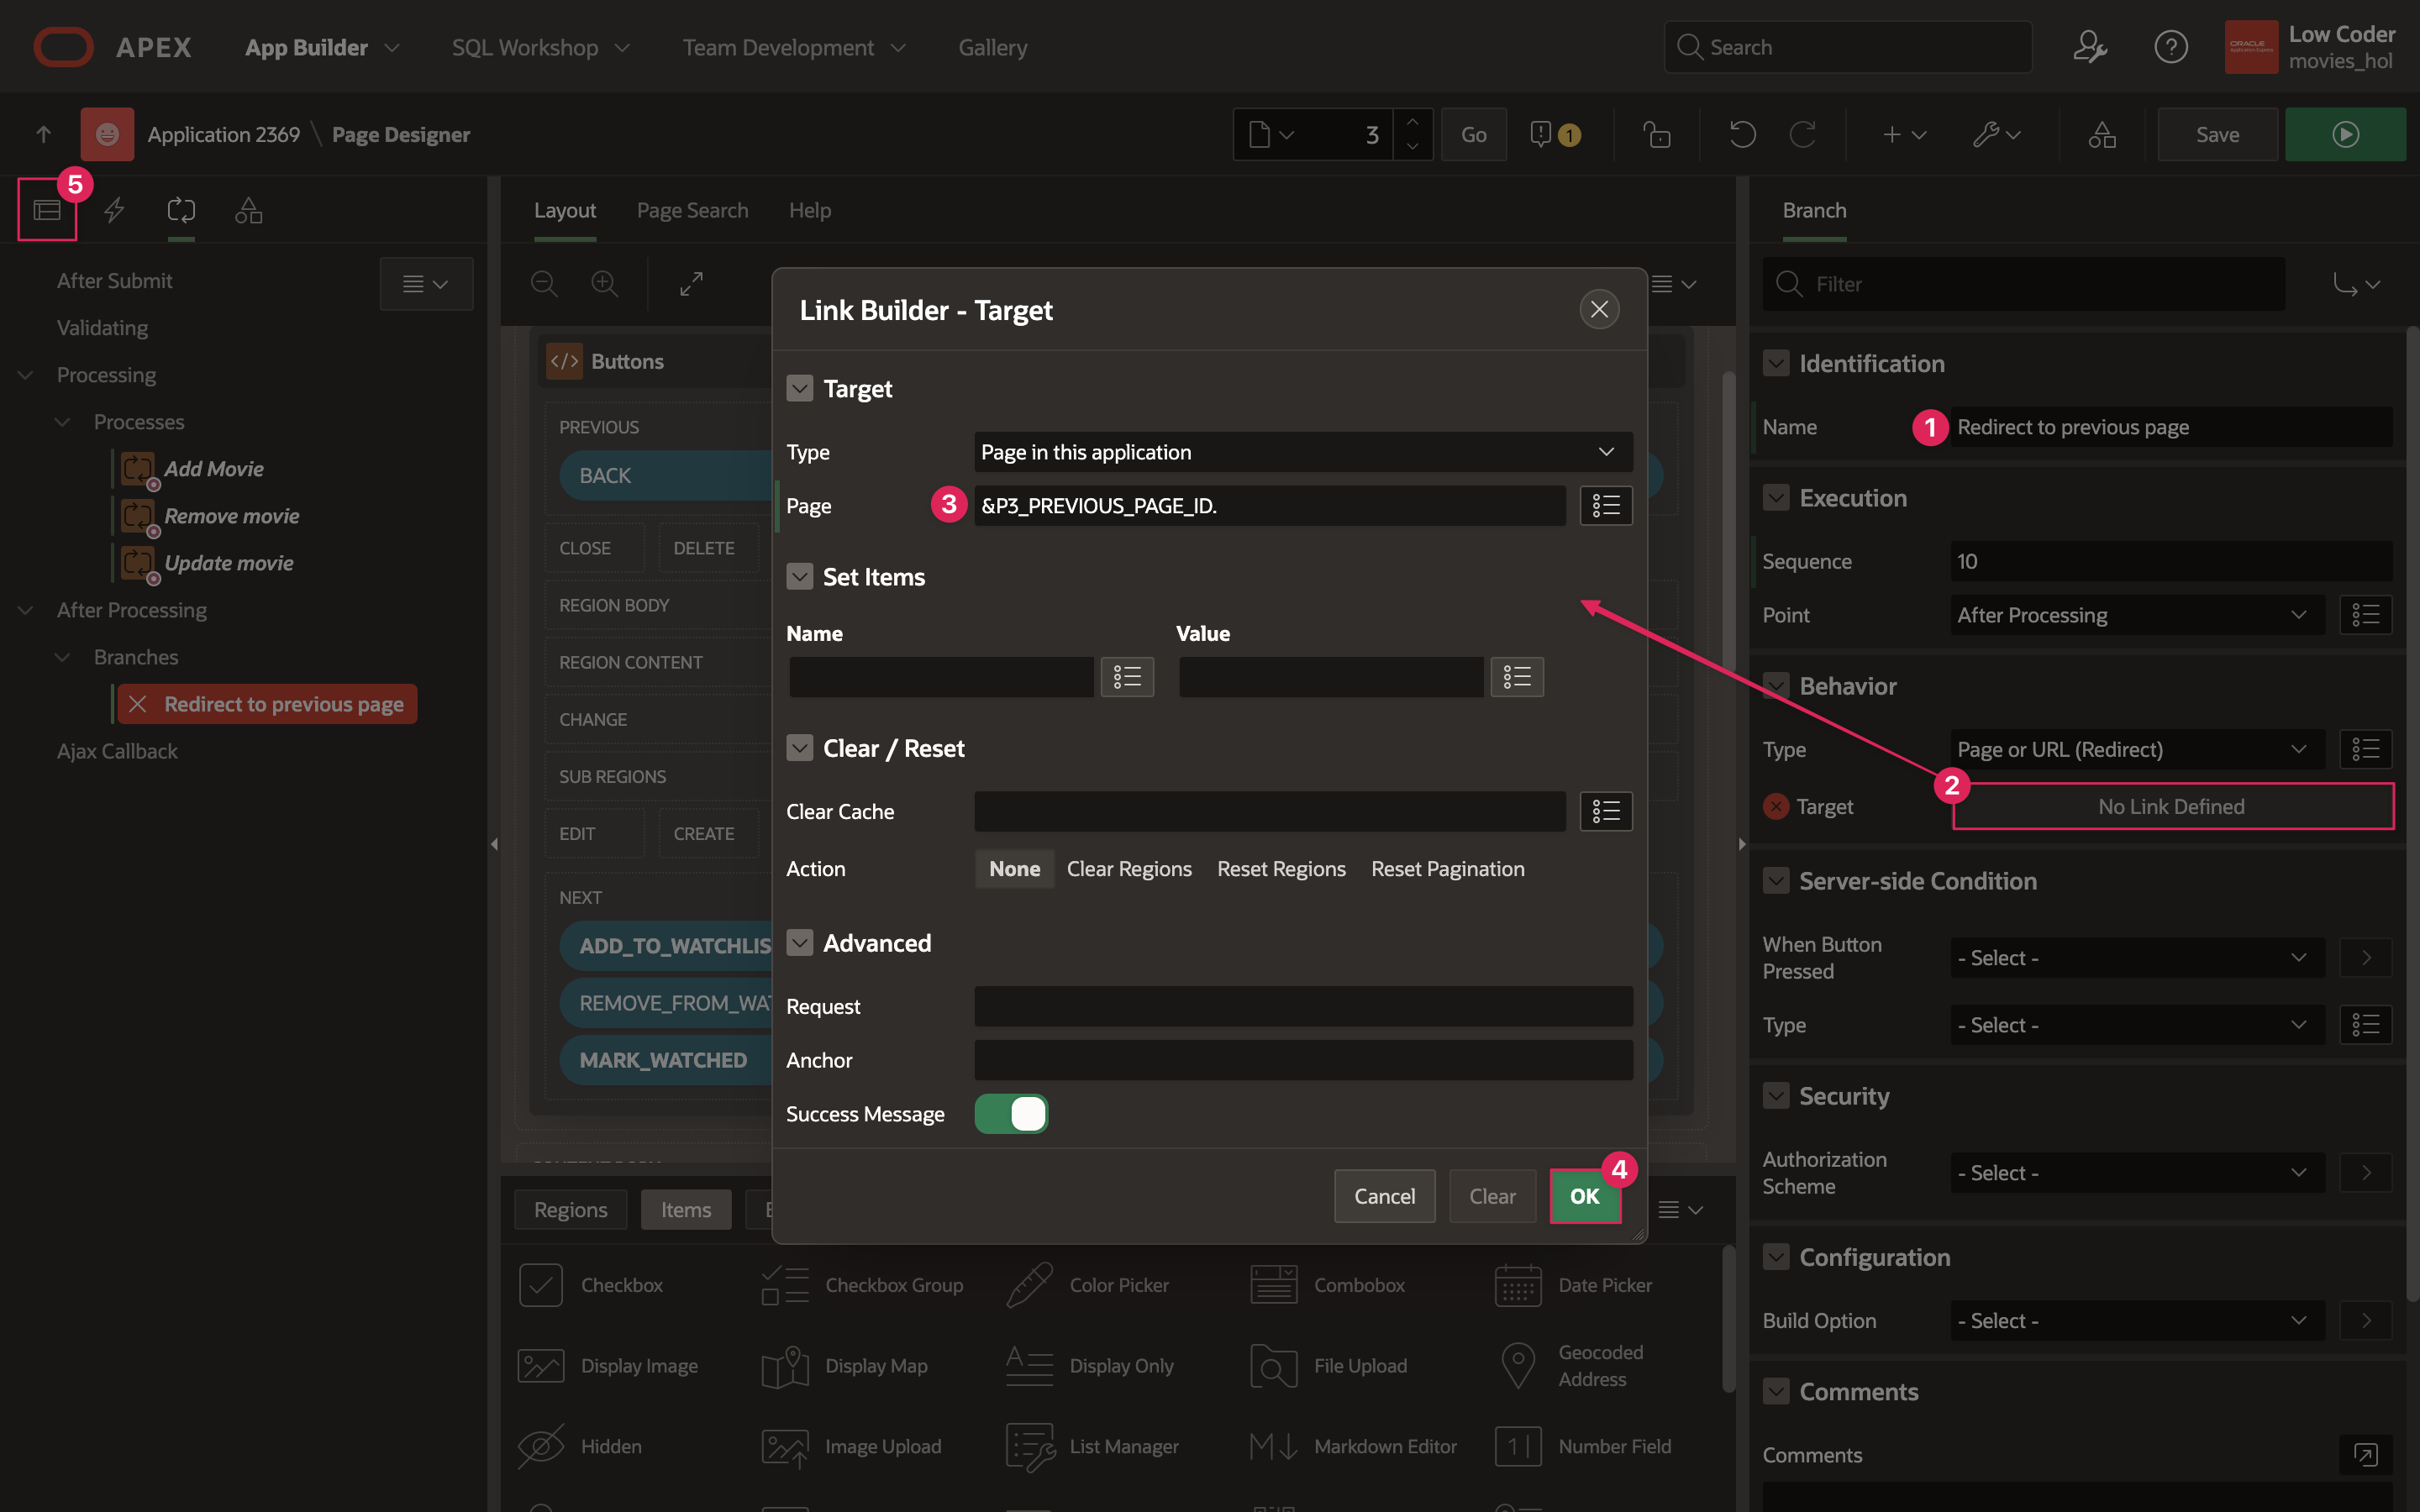 APEX
App Builder
SQL Workshop
Team Development
Gallery
Search
ORACLE
Low Coder
movies_hol
Application 2369 \ Page Designer
3
Go
1
Save
5
After Submit
Validating
Processing
Processes
Add Movie
Remove movie
Update movie
After Processing
Branches
Redirect to previous page
Ajax Callback
Layout
Page Search
Help
Buttons
PREVIOUS
BACK
CLOSE
DELETE
REGION BODY
REGION CONTENT
CHANGE
SUB REGIONS
EDIT
CREATE
NEXT
ADD_TO_WATCHLIS
REMOVE_FROM_WAT
MARK_WATCHED
Link Builder - Target
Target
Type
Page in this application
Page
3
&P3_PREVIOUS_PAGE_ID.
Set Items
Name
Value
Clear / Reset
Clear Cache
Action
None
Clear Regions
Reset Regions
Reset Pagination
Advanced
Request
Anchor
Success Message
Cancel
Clear
OK
4
Regions
Items
Checkbox
Checkbox Group
Color Picker
Combobox
Date Picker
Display Image
Display Map
Display Only
File Upload
Geocoded
Address
Hidden
Image Upload
List Manager
Markdown Editor
Number Field
Branch
Filter
Identification
Name
1
Redirect to previous page
Execution
Sequence
10
Point
After Processing
Behavior
Type
Page or URL (Redirect)
2
Target
No Link Defined
Server-side Condition
When Button
Pressed
- Select -
Type
- Select -
Security
Authorization
Scheme
- Select -
Configuration
Build Option
- Select -
Comments
Comments